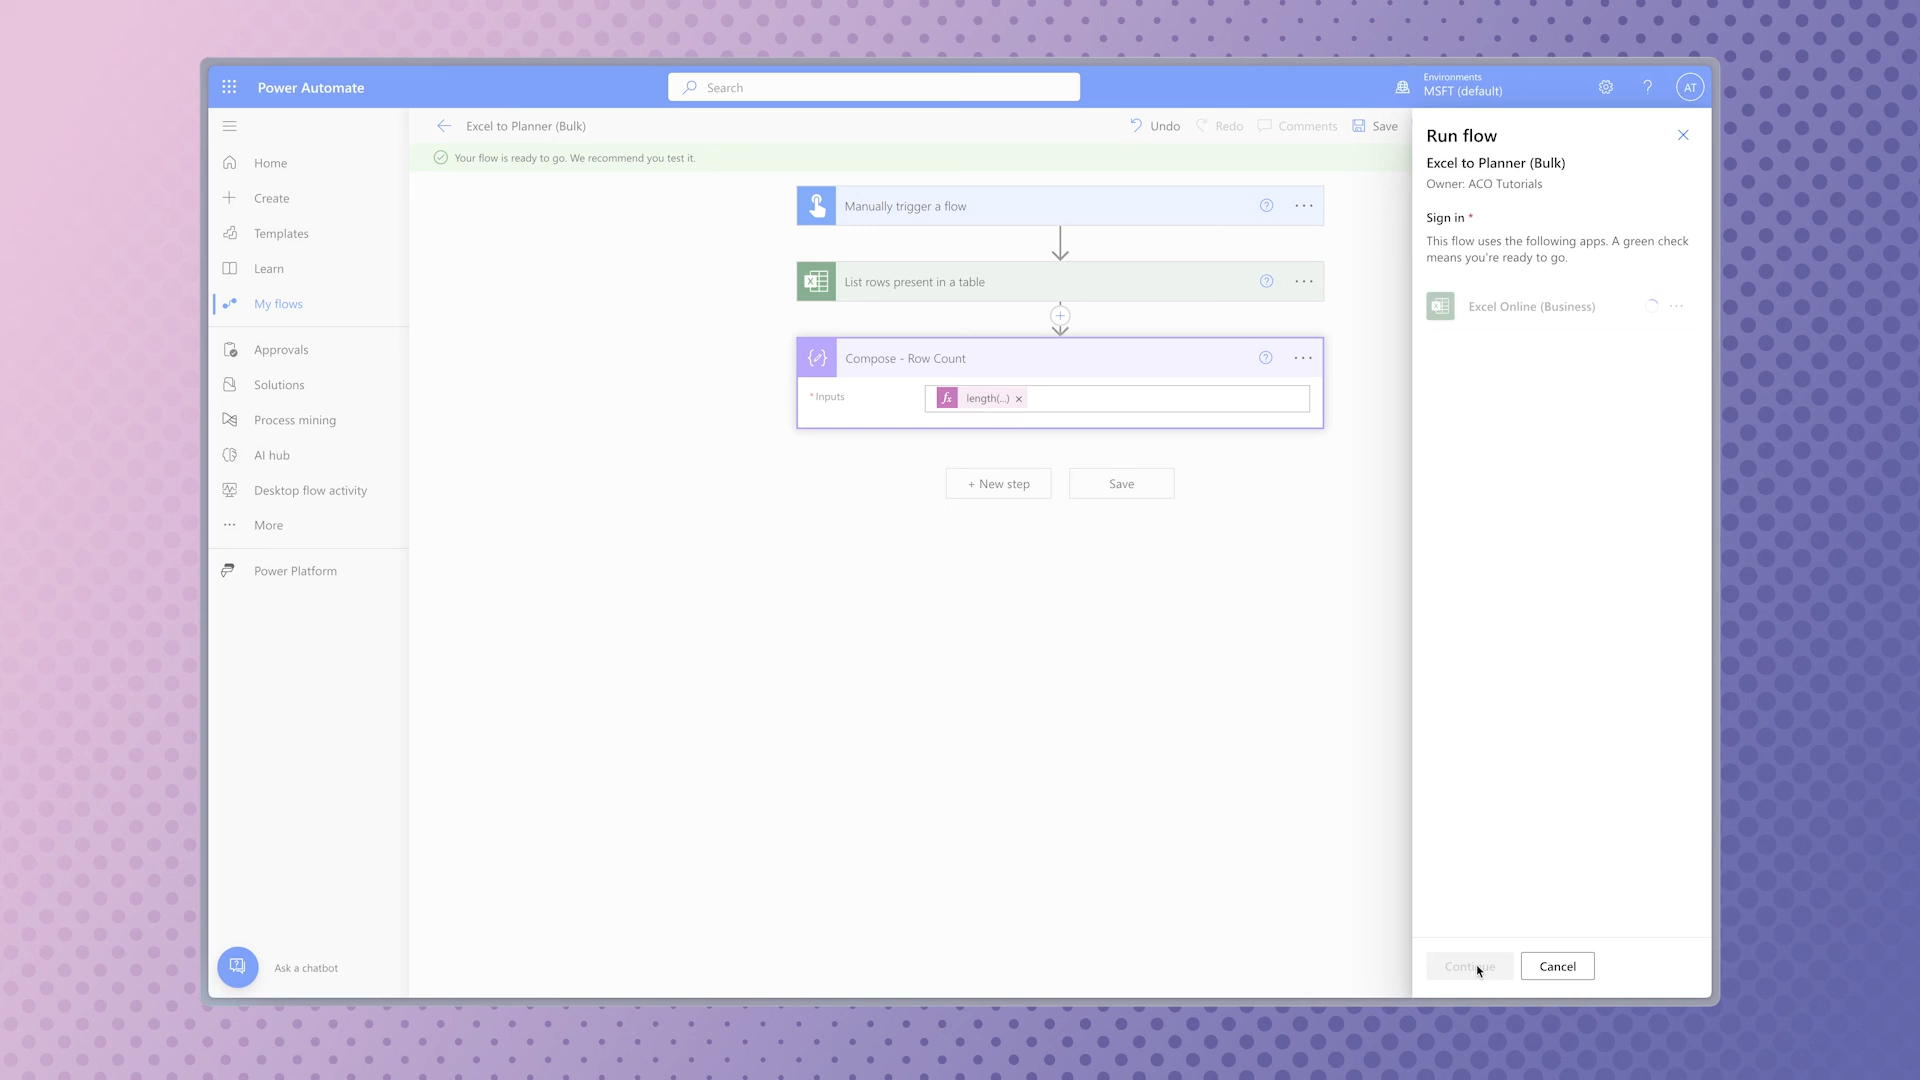 Power Automate
Search
Environments
MSFT (default)
?
AT
Excel to Planner (Bulk)
Undo
Redo
Comments
Save
Your flow is ready to go. We recommend you test it.
Home
Create
Templates
Learn
My flows
Approvals
Solutions
Process mining
AI hub
Desktop flow activity
More
Power Platform
Ask a chatbot
Manually trigger a flow
List rows present in a table
Compose - Row Count
* Inputs
fx length(...) ×
+ New step
Save
Run flow
Excel to Planner (Bulk)
Owner: ACO Tutorials
Sign in *
This flow uses the following apps. A green check
means you're ready to go.
Excel Online (Business)
Continue
Cancel